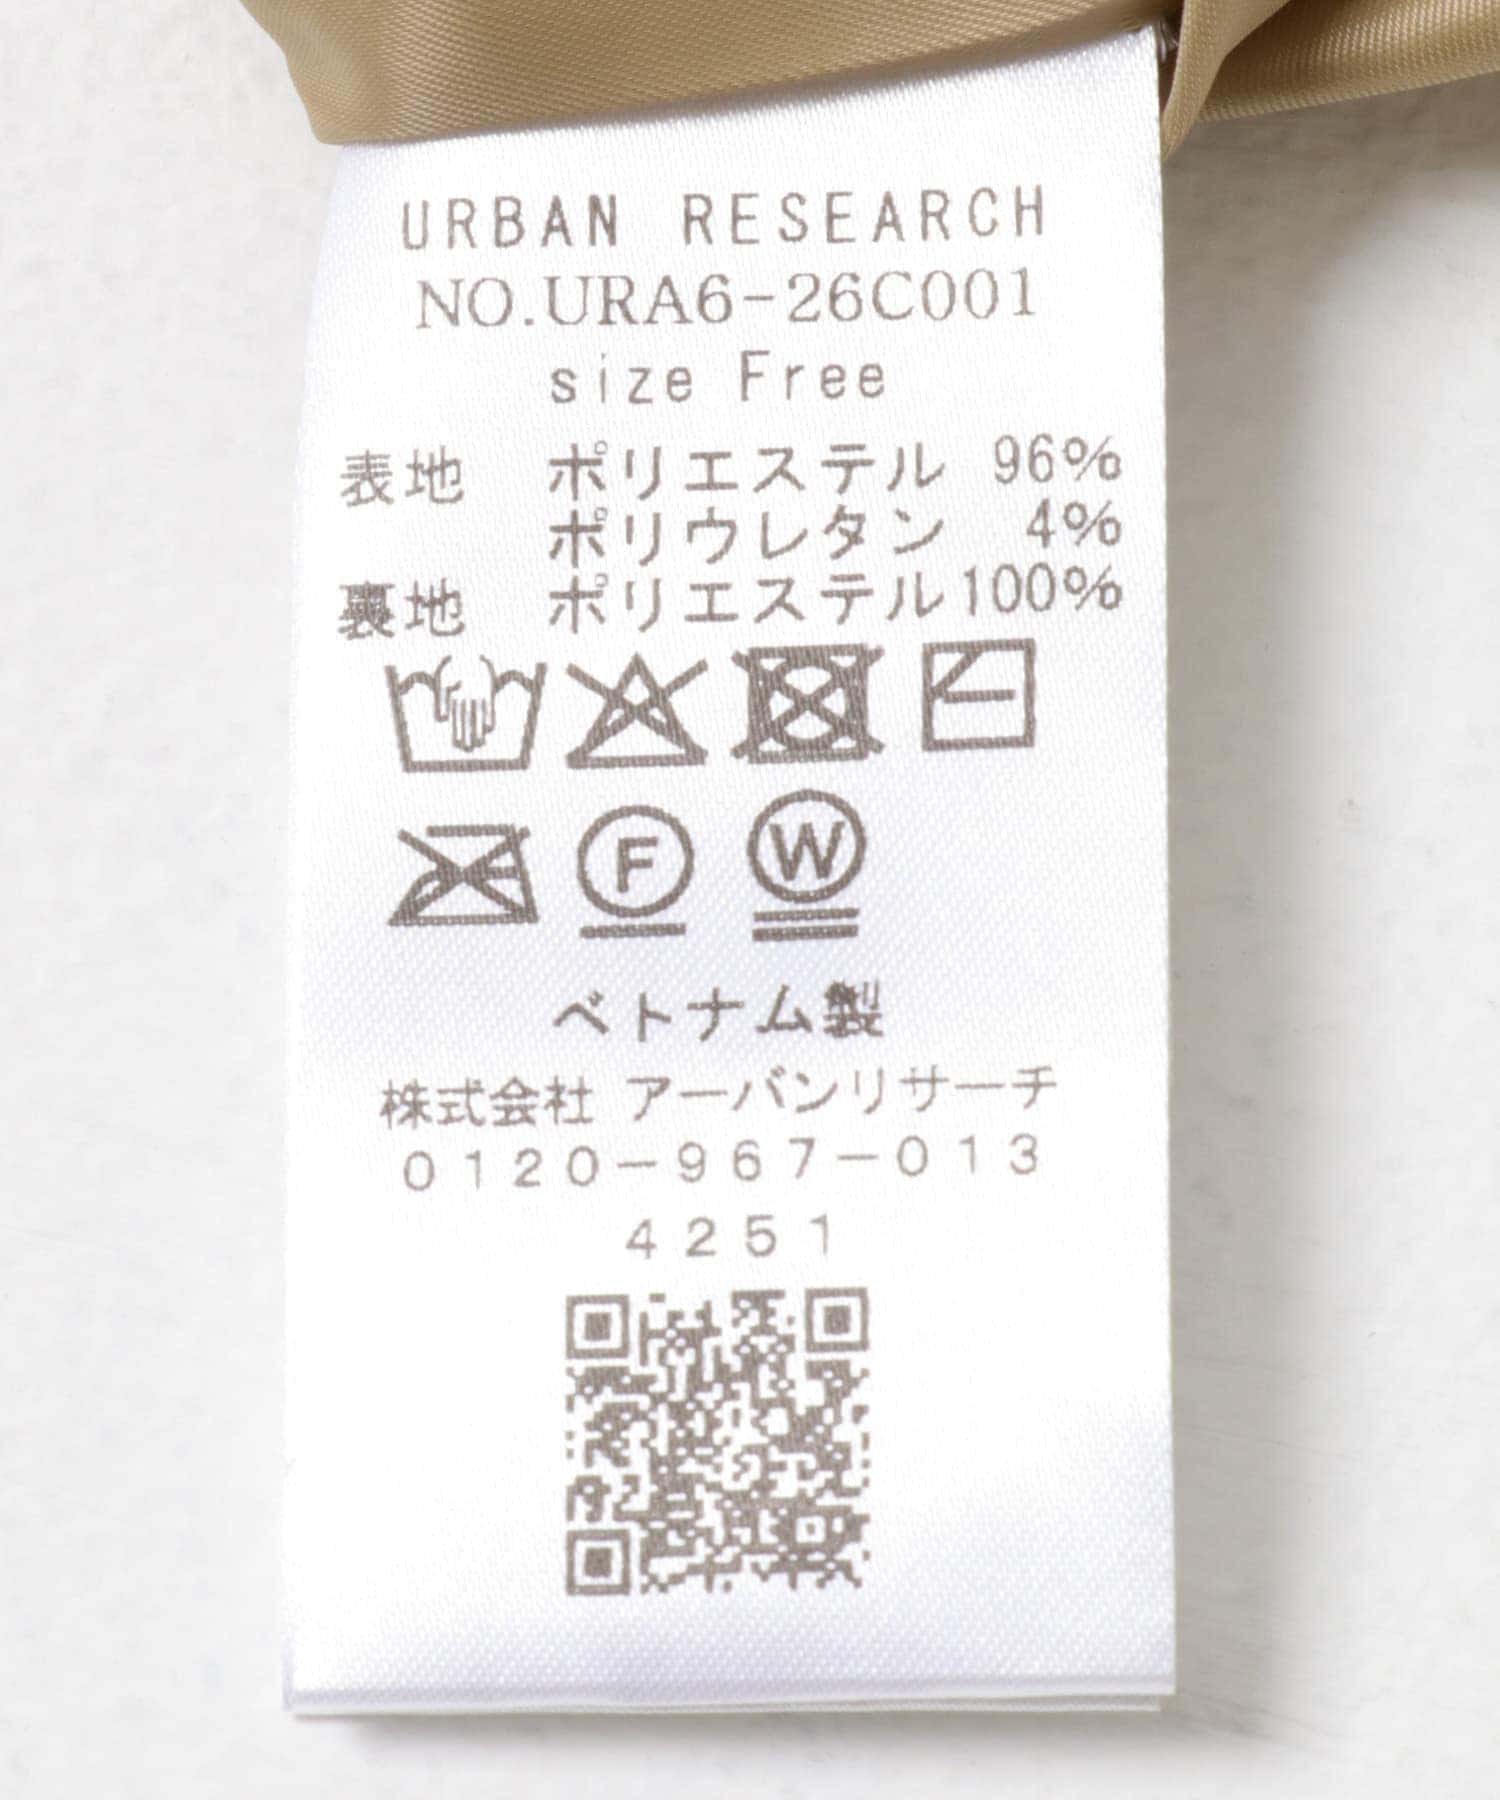 URBAN RESEARCH
NO.URA6-26C001
size Free
表地 ポリエステル 96%
ポリウレタン 4%
裏地 ポリエステル100%
F W
ベトナム製
株式会社 アーバンリサーチ
0120-967-013
4251